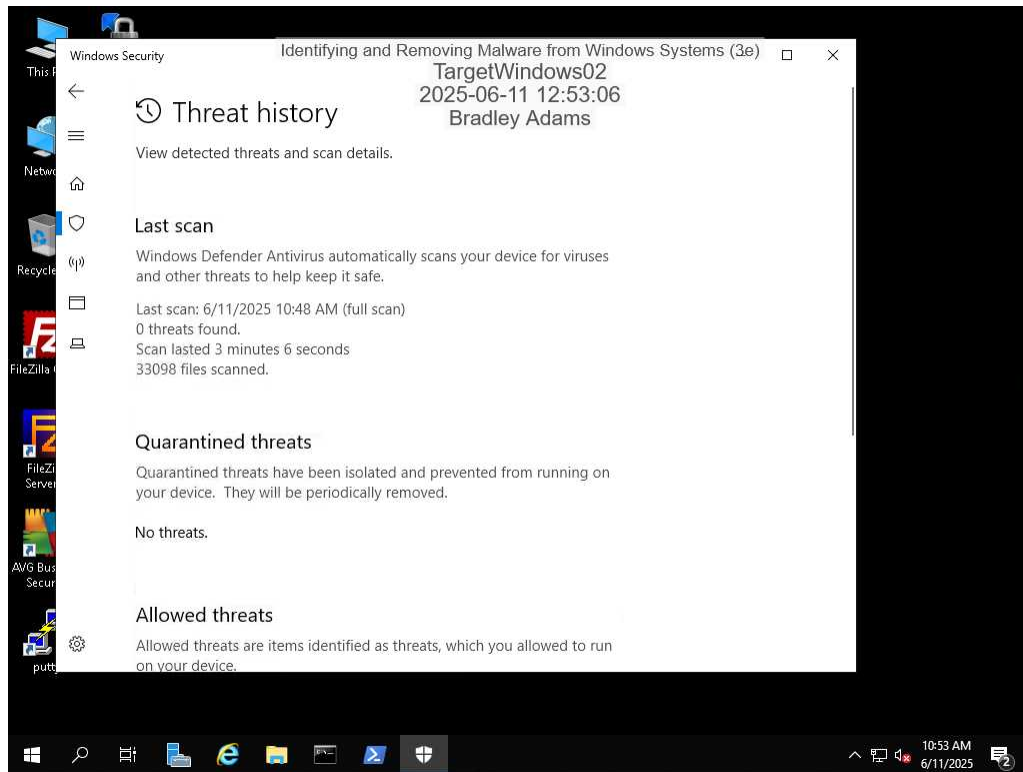 This P
Netwo
Recycle
FileZilla
FileZi
Server
AVG Bus
Secur
putt
Windows Security
Identifying and Removing Malware from Windows Systems (3e)
TargetWindows02
2025-06-11 12:53:06
Bradley Adams
Threat history
View detected threats and scan details.
Last scan
Windows Defender Antivirus automatically scans your device for viruses
and other threats to help keep it safe.
Last scan: 6/11/2025 10:48 AM (full scan)
0 threats found.
Scan lasted 3 minutes 6 seconds
33098 files scanned.
Quarantined threats
Quarantined threats have been isolated and prevented from running on
your device.  They will be periodically removed.
No threats.
Allowed threats
Allowed threats are items identified as threats, which you allowed to run
on your device.
10:53 AM
6/11/2025
2